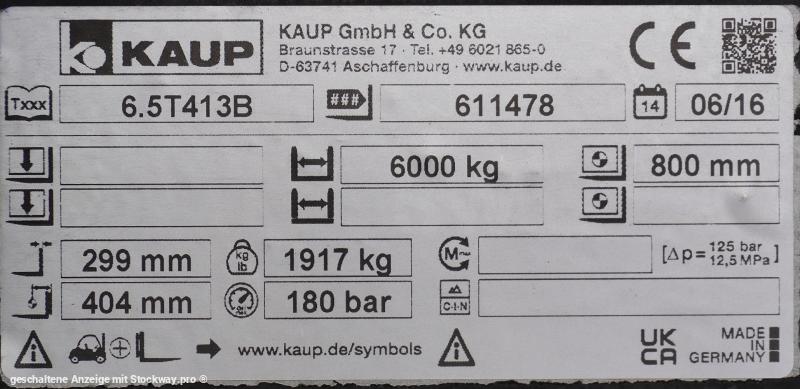 KAUP
KAUP GmbH & Co. KG
Braunstrasse 17 · Tel. +49 6021 865-0
D-63741 Aschaffenburg · www.kaup.de
CE
Txxx 6.5T413B ### 611478 14 06/16
6000 kg 800 mm
299 mm kg lb 1917 kg M~ [Δp= 125 bar 12,5 MPa]
404 mm 180 bar C-I-N
www.kaup.de/symbols
UK CA
MADE IN GERMANY
geschaltene Anzeige mit Stockway.pro ®